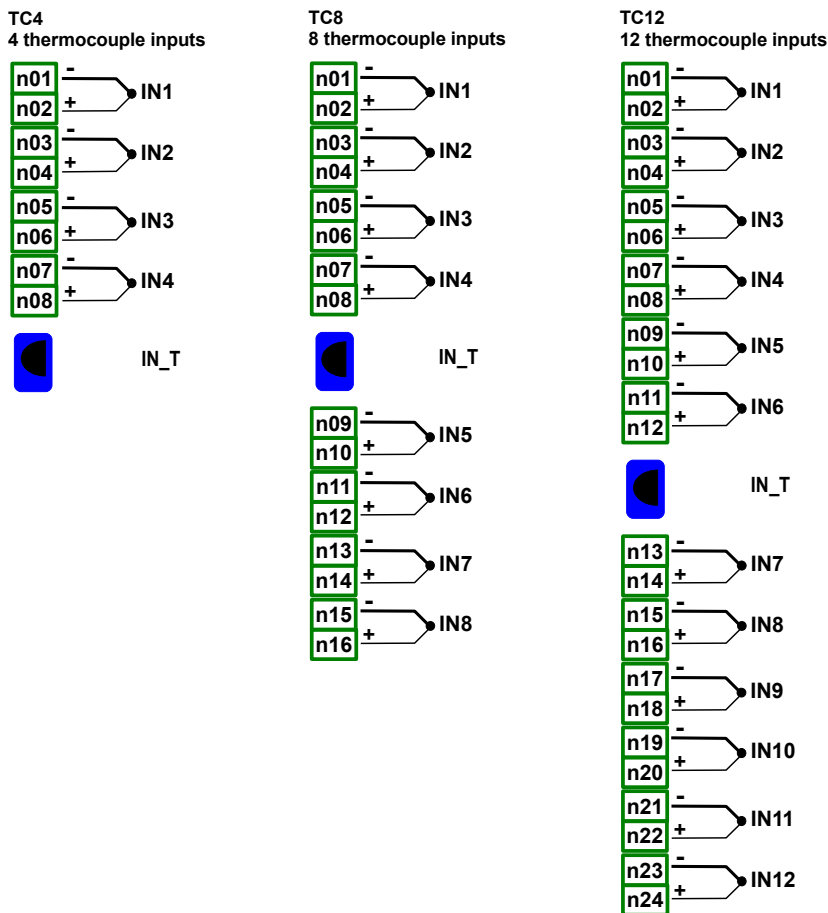 TC4
4 thermocouple inputs
n01 - IN1
n02 +
n03 - IN2
n04 +
n05 - IN3
n06 +
n07 - IN4
n08 +
IN_T
TC8
8 thermocouple inputs
n01 - IN1
n02 +
n03 - IN2
n04 +
n05 - IN3
n06 +
n07 - IN4
n08 +
IN_T
n09 - IN5
n10 +
n11 - IN6
n12 +
n13 - IN7
n14 +
n15 - IN8
n16 +
TC12
12 thermocouple inputs
n01 - IN1
n02 +
n03 - IN2
n04 +
n05 - IN3
n06 +
n07 - IN4
n08 +
n09 - IN5
n10 +
n11 - IN6
n12 +
IN_T
n13 - IN7
n14 +
n15 - IN8
n16 +
n17 - IN9
n18 +
n19 - IN10
n20 +
n21 - IN11
n22 +
n23 - IN12
n24 +